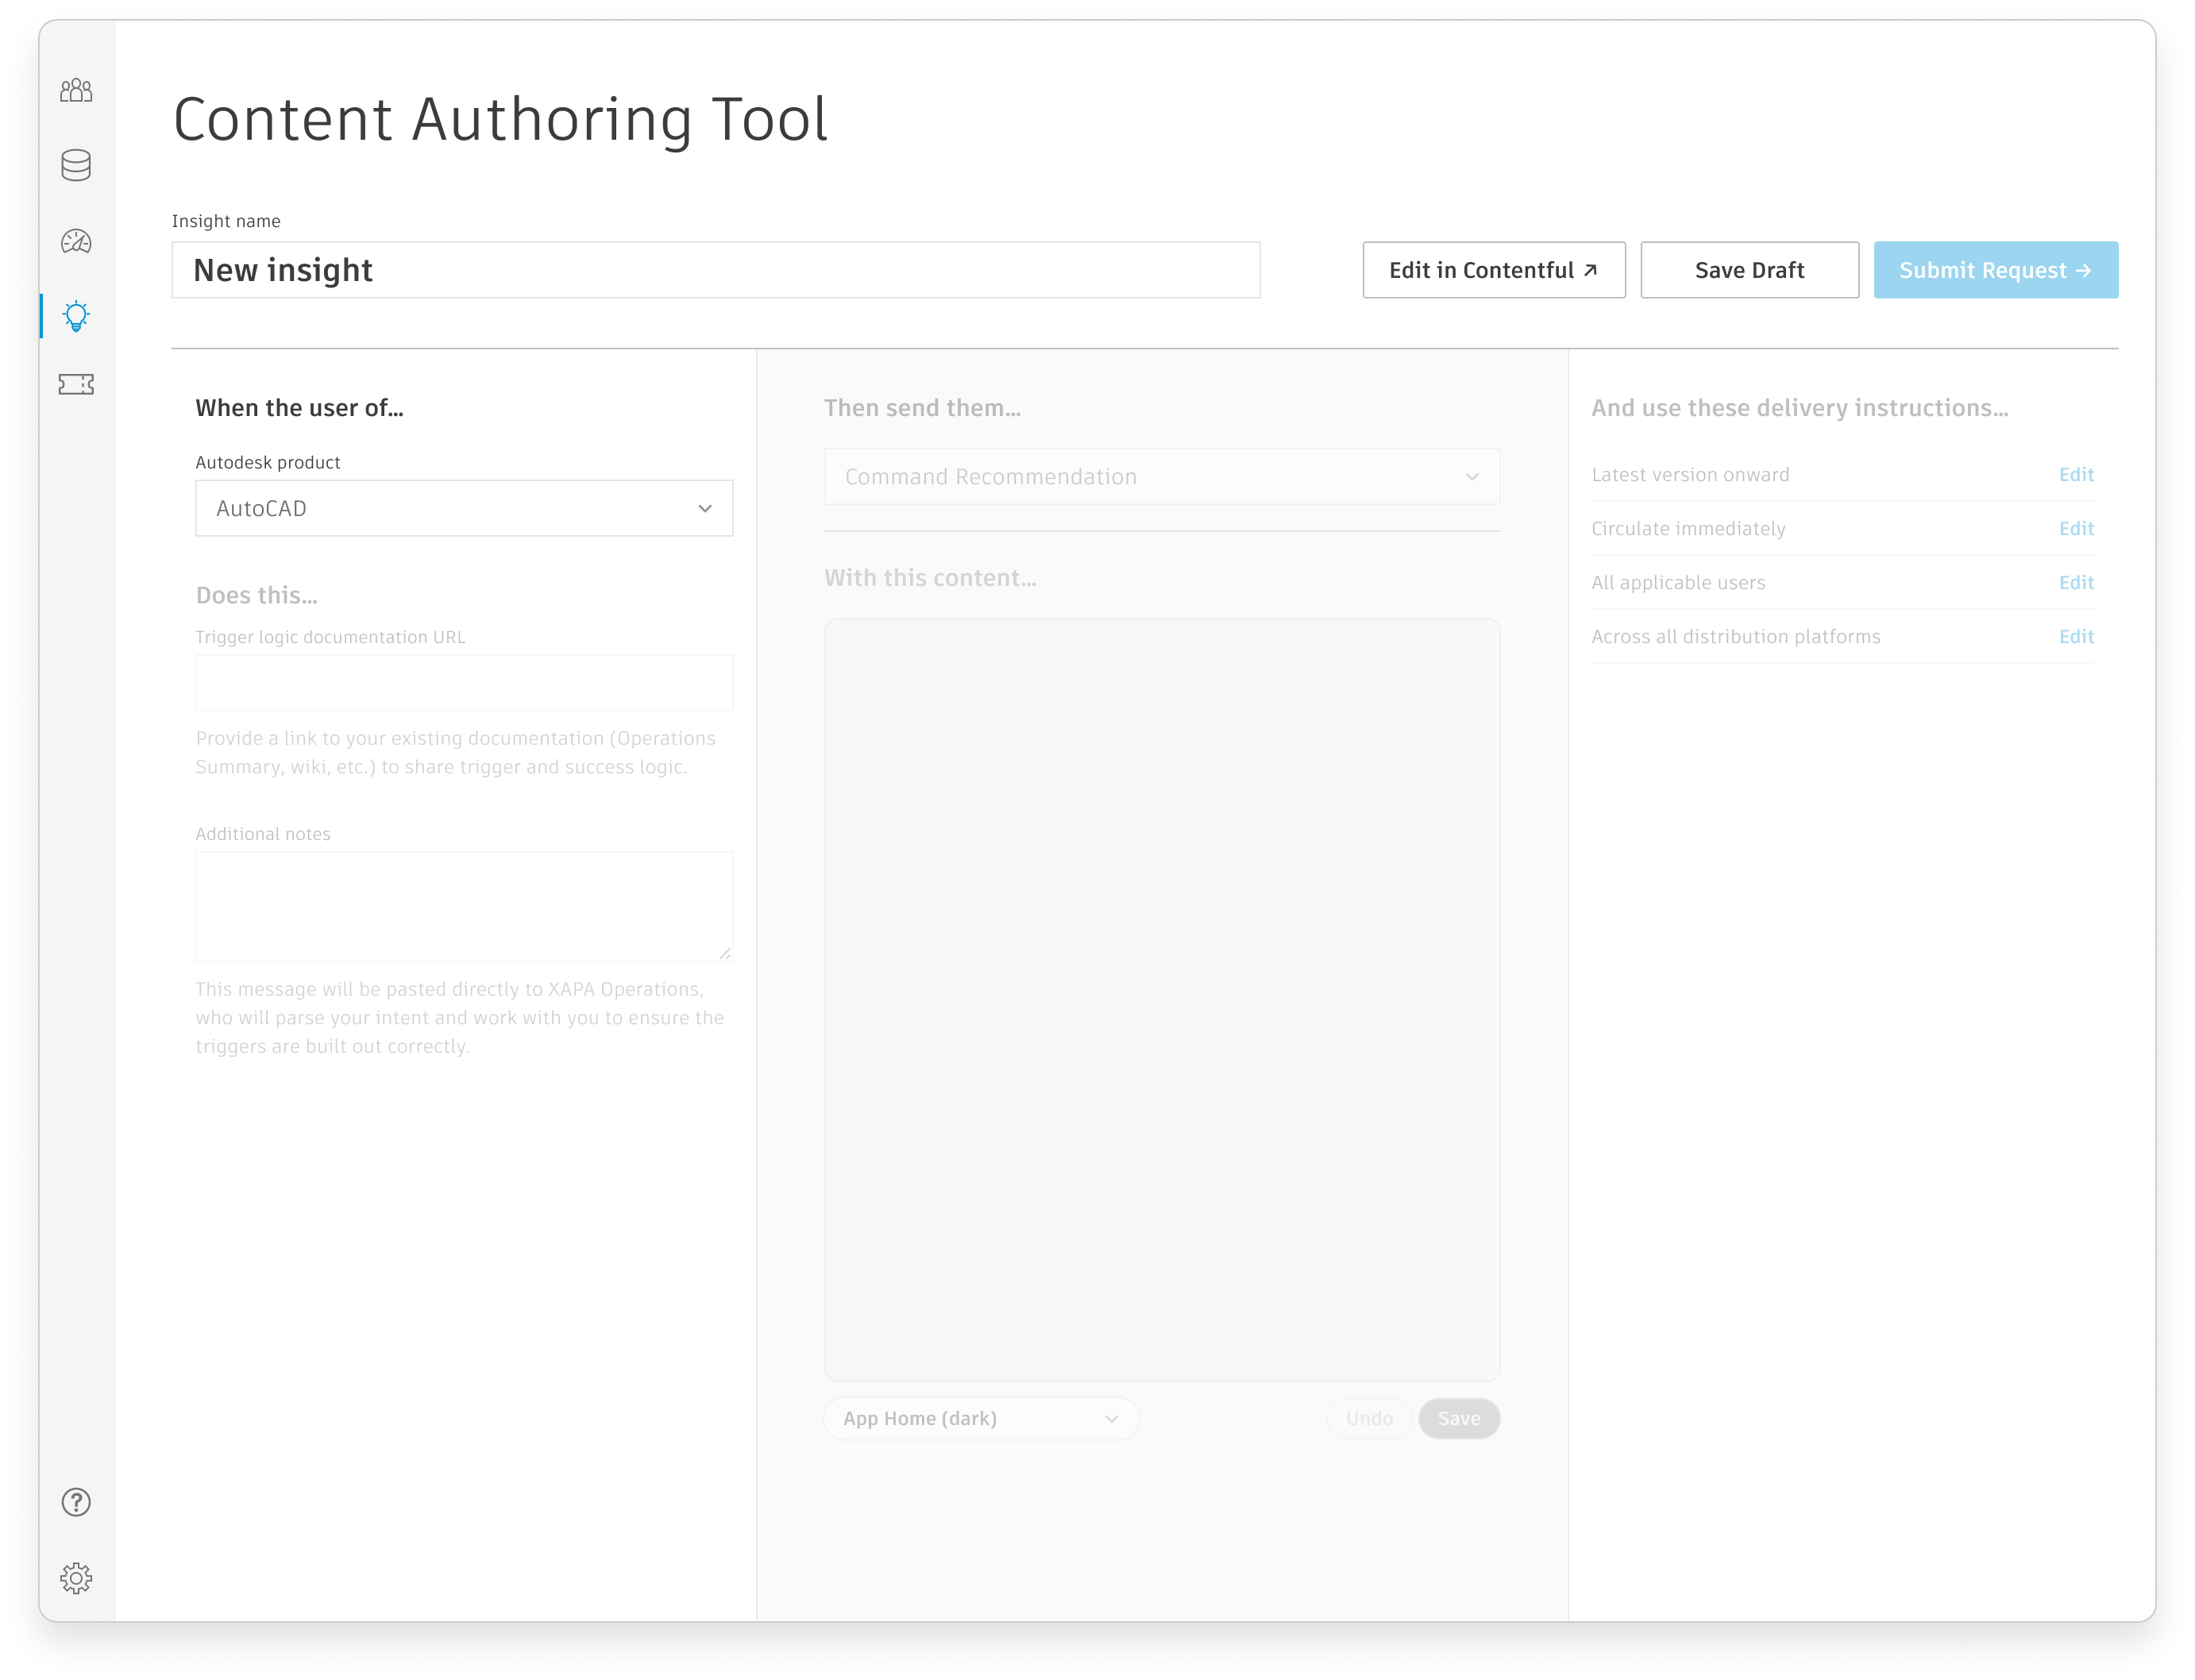 Content Authoring Tool
Insight name
New insight
Edit in Contentful ↗
Save Draft
Submit Request →
When the user of...
Autodesk product
AutoCAD
Does this...
Trigger logic documentation URL
Provide a link to your existing documentation (Operations
Summary, wiki, etc.) to share trigger and success logic.
Additional notes
This message will be pasted directly to XAPA Operations,
who will parse your intent and work with you to ensure the
triggers are built out correctly.
Then send them...
Command Recommendation
With this content...
App Home (dark)
Undo
Save
And use these delivery instructions...
Latest version onward Edit
Circulate immediately Edit
All applicable users Edit
Across all distribution platforms Edit